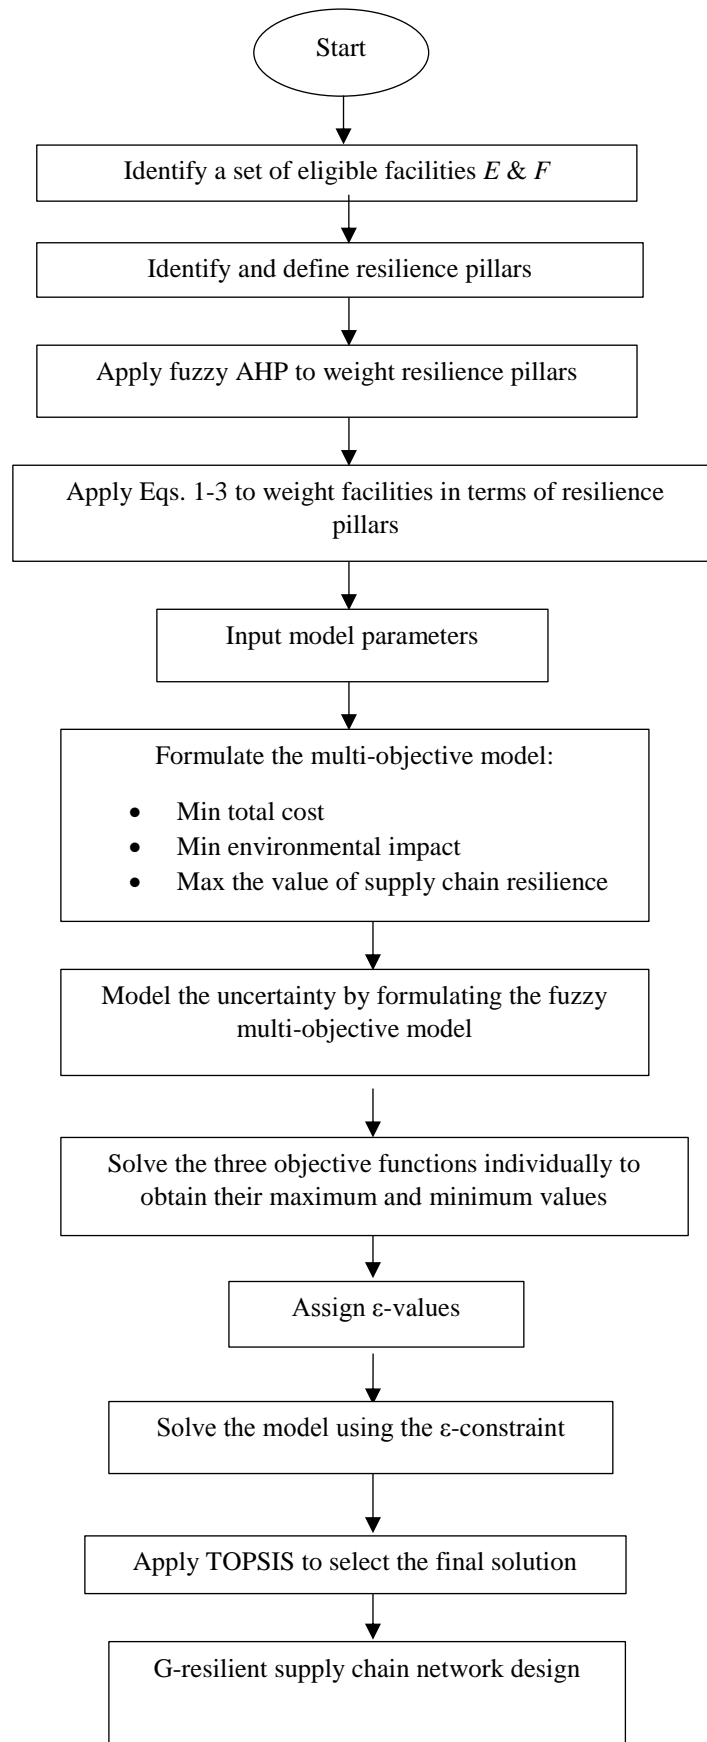 Start
Identify a set of eligible facilities E & F
Identify and define resilience pillars
Apply fuzzy AHP to weight resilience pillars
Apply Eqs. 1-3 to weight facilities in terms of resilience
pillars
Input model parameters
Formulate the multi-objective model:
• Min total cost
• Min environmental impact
• Max the value of supply chain resilience
Model the uncertainty by formulating the fuzzy
multi-objective model
Solve the three objective functions individually to
obtain their maximum and minimum values
Assign ε-values
Solve the model using the ε-constraint
Apply TOPSIS to select the final solution
G-resilient supply chain network design